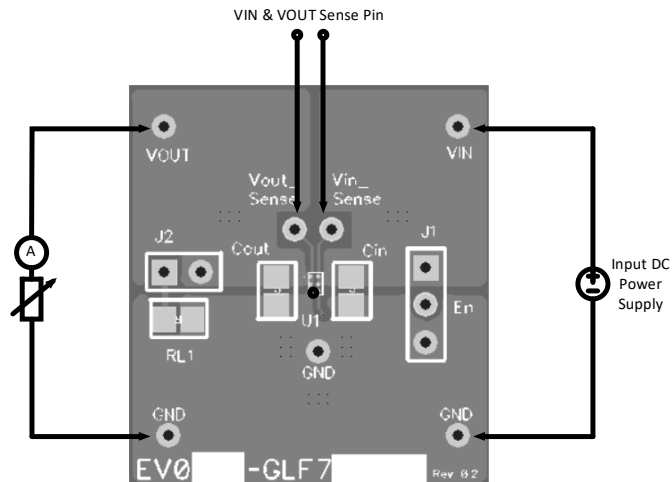 VIN & VOUT Sense Pin
VOUT
VIN
Vout_
Sense
Vin_
Sense
J2
Cout
Cin
J1
A
En
U1
RL1
GND
Input DC
Power
Supply
GND
GND
EV0 -GLF7
Rev 0.2